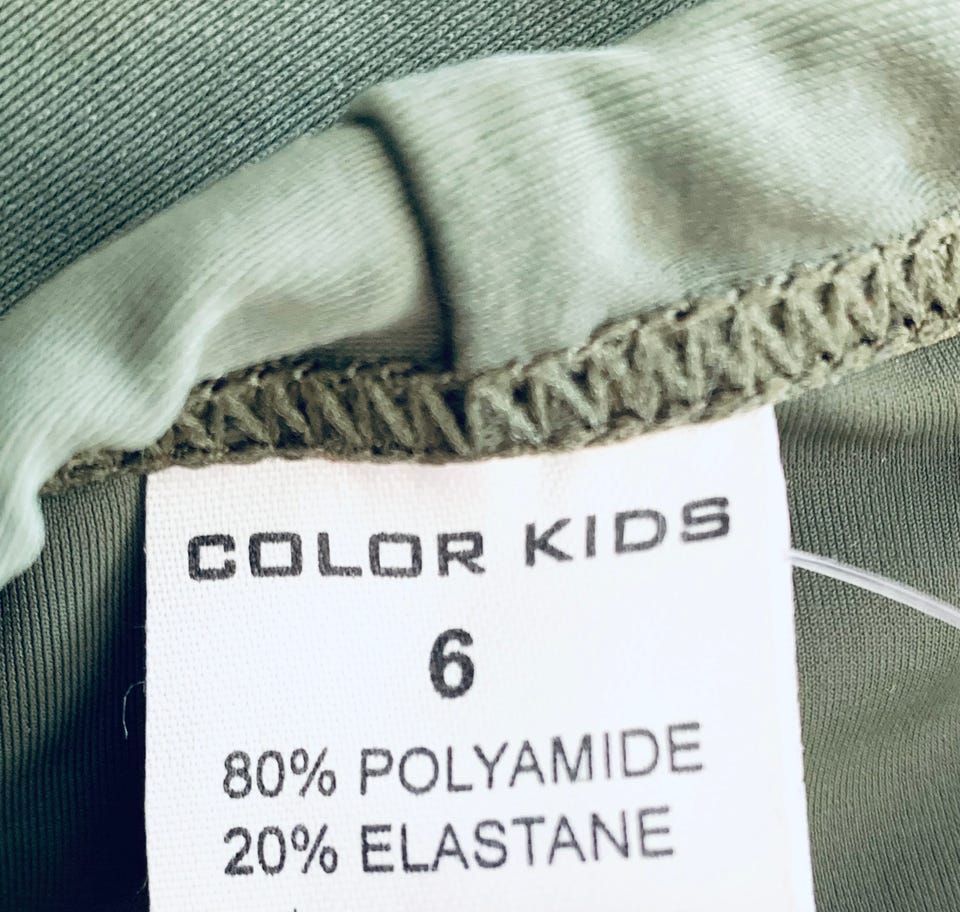 COLOR KIDS
6
80% POLYAMIDE
20% ELASTANE